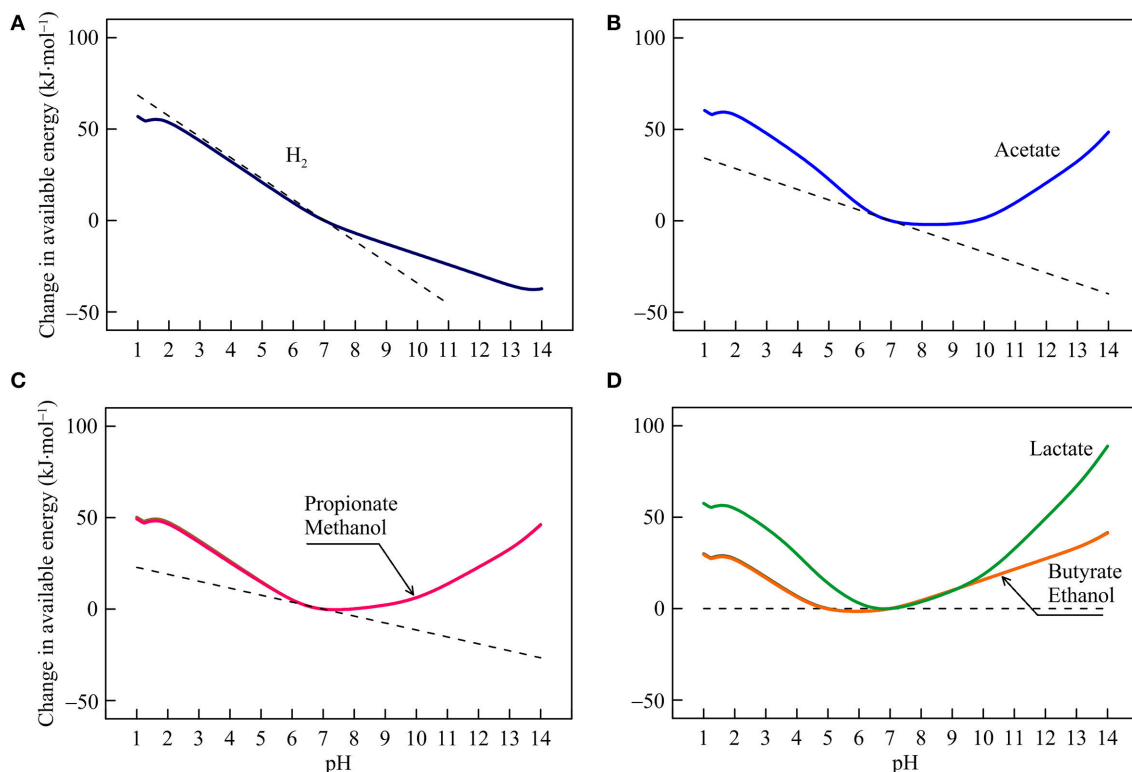 A
Change in available energy (kJ·mol⁻¹)
100
50
0
−50
H₂
1 2 3 4 5 6 7 8 9 10 11 12 13 14
B
100
50
0
−50
Acetate
1 2 3 4 5 6 7 8 9 10 11 12 13 14
C
Change in available energy (kJ·mol⁻¹)
100
50
0
−50
Propionate
Methanol
1 2 3 4 5 6 7 8 9 10 11 12 13 14
pH
D
100
50
0
−50
Lactate
Butyrate
Ethanol
1 2 3 4 5 6 7 8 9 10 11 12 13 14
pH